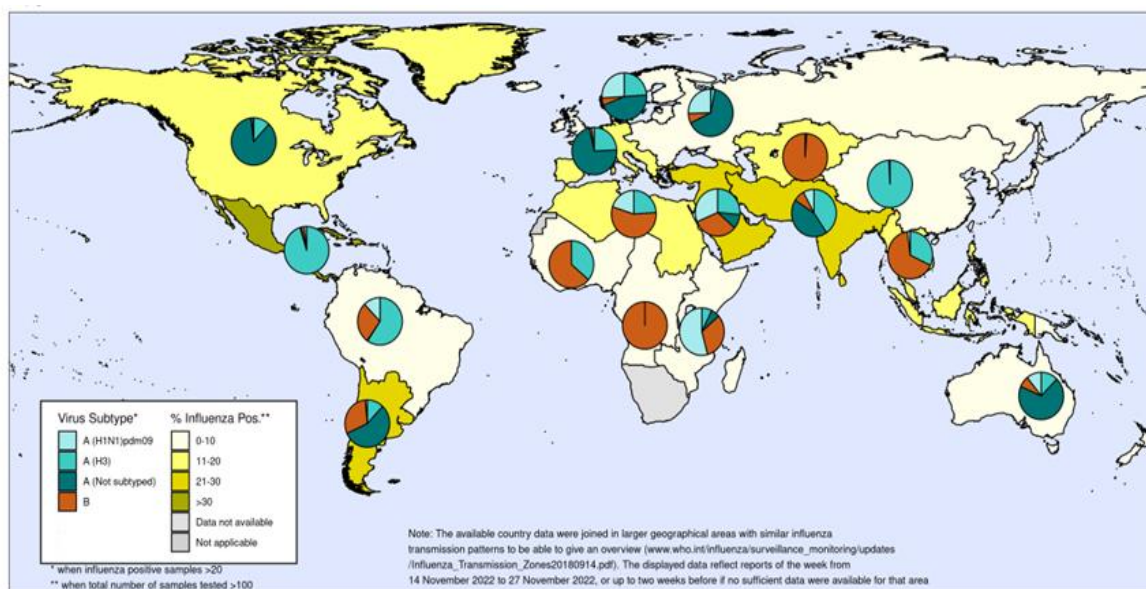 Virus Subtype*
A (H1N1)pdm09
A (H3)
A (Not subtyped)
B
% Influenza Pos.**
0-10
11-20
21-30
>30
Data not available
Not applicable
* when influenza positive samples >20
** when total number of samples tested >100
Note: The available country data were joined in larger geographical areas with similar influenza
transmission patterns to be able to give an overview (www.who.int/influenza/surveillance_monitoring/updates
/Influenza_Transmission_Zones20180914.pdf). The displayed data reflect reports of the week from
14 November 2022 to 27 November 2022, or up to two weeks before if no sufficient data were available for that area